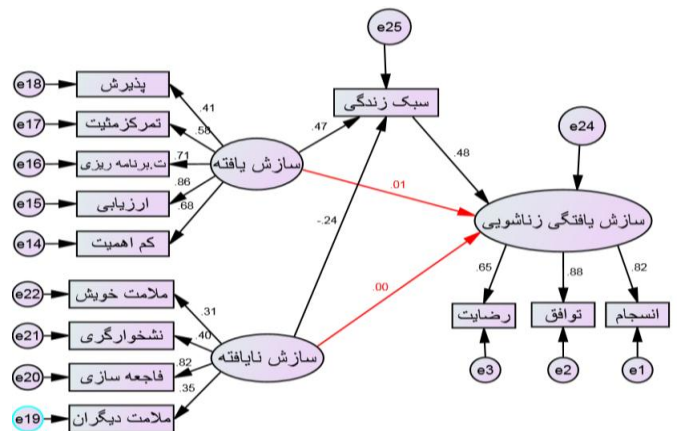 e25
e18
پذیرش
.41
سبک زندگی
e17
تمرکزمثبت
.58
.47
e24
e16
ت.برنامه ریزی
.71
سازش یافته
.48
e15
ارزیابی
.86
.01
e14
کم اهمیت
.68
سازش یافتگی زناشویی
-.24
e22
ملامت خویش
.31
.00
.65
.88
.82
e21
نشخوارگری
.40
رضایت
توافق
انسجام
e20
فاجعه سازی
.82
سازش نایافته
e3
e2
e1
e19
ملامت دیگران
.35